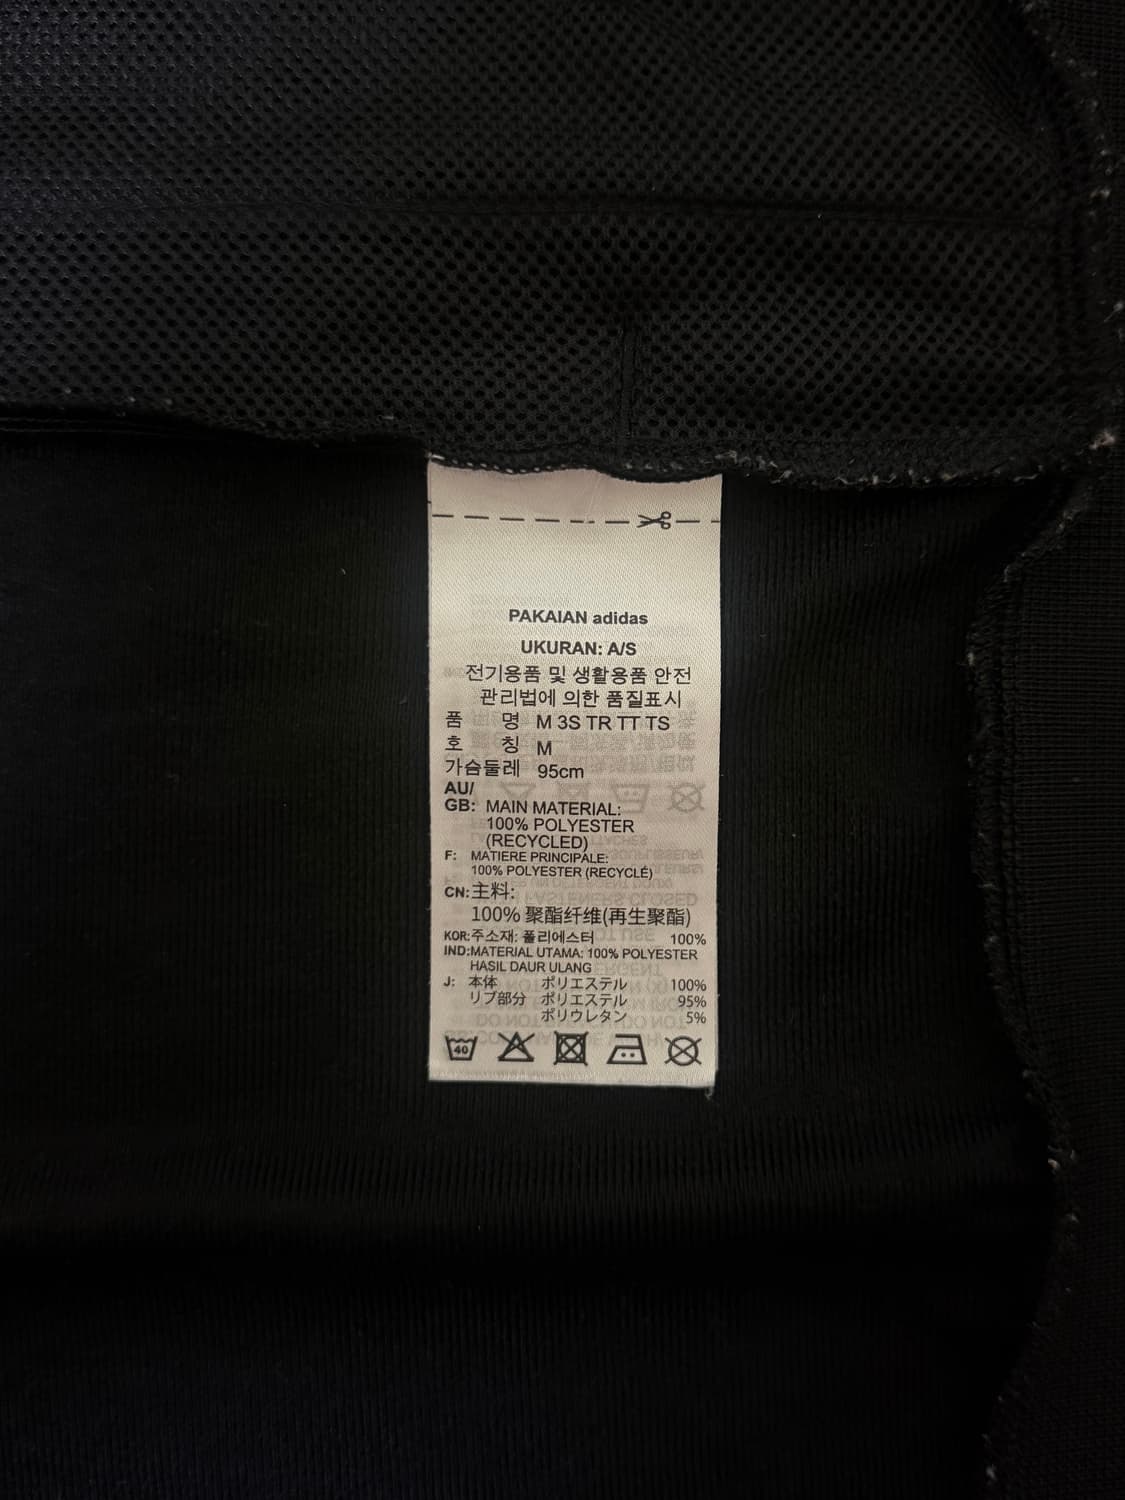 PAKAIAN adidas
UKURAN: A/S
전기용품 및 생활용품 안전
관리법에 의한 품질표시
품 명 M 3S TR TT TS
호 칭 M
가슴둘레 95cm
AU/
GB: MAIN MATERIAL:
100% POLYESTER
(RECYCLED)
F: MATIERE PRINCIPALE:
100% POLYESTER (RECYCLÉ)
CN: 主料:
100% 聚酯纤维(再生聚酯)
KOR: 주소재: 폴리에스터 100%
IND: MATERIAL UTAMA: 100% POLYESTER
HASIL DAUR ULANG
J: 本体 ポリエステル 100%
リブ部分 ポリエステル 95%
ポリウレタン 5%
40